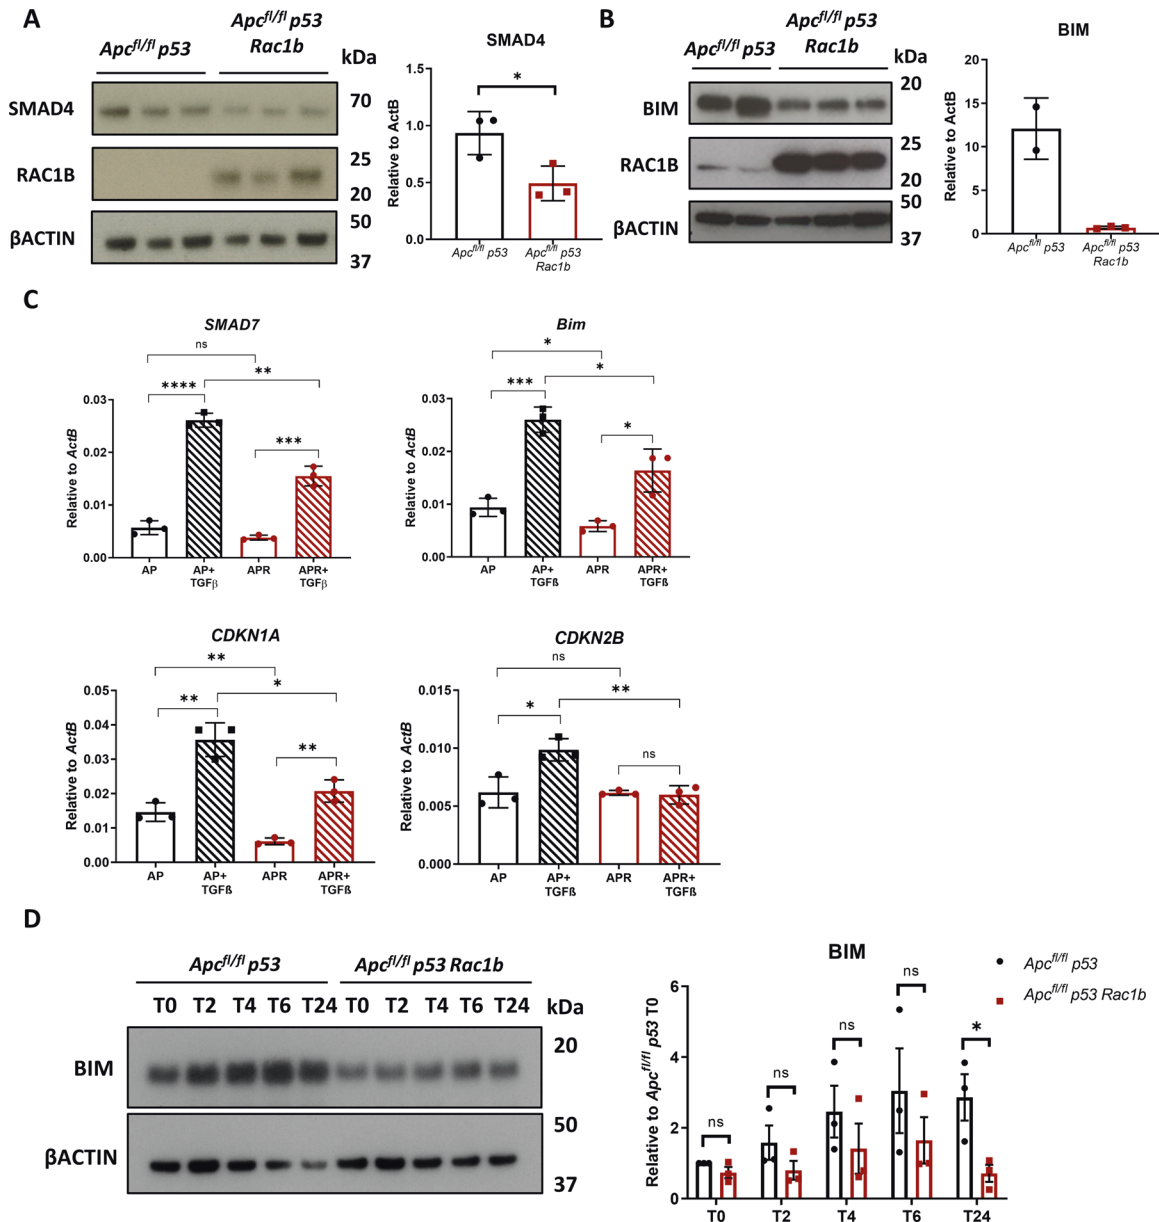 A
Apcfl/fl p53
Apcfl/fl p53
Rac1b
kDa
SMAD4
70
RAC1B
25
20
βACTIN
50
37
SMAD4
Relative to ActB
1.5
1.0
0.5
0.0
*
Apcfl/fl p53
Apcfl/fl p53
Rac1b
B
Apcfl/fl p53
Apcfl/fl p53
Rac1b
kDa
BIM
20
RAC1B
25
20
βACTIN
50
37
BIM
Relative to ActB
20
15
10
5
0
Apcfl/fl p53
Apcfl/fl p53
Rac1b
C
SMAD7
ns
**
****
***
Relative to ActB
0.03
0.02
0.01
0.00
AP
AP+
TGFβ
APR
APR+
TGFβ
Bim
*
*
***
*
Relative to ActB
0.03
0.02
0.01
0.00
AP
AP+
TGFß
APR
APR+
TGFß
CDKN1A
**
*
**
**
Relative to ActB
0.05
0.04
0.03
0.02
0.01
0.00
AP
AP+
TGFß
APR
APR+
TGFß
CDKN2B
ns
**
*
ns
Relative to ActB
0.015
0.010
0.005
0.000
AP
AP+
TGFß
APR
APR+
TGFß
D
Apcfl/fl p53
Apcfl/fl p53 Rac1b
T0 T2 T4 T6 T24 T0 T2 T4 T6 T24 kDa
BIM
20
50
βACTIN
37
BIM
Apcfl/fl p53
Apcfl/fl p53 Rac1b
Relative to Apcfl/fl p53 T0
6
4
2
0
ns
ns
ns
ns
*
T0 T2 T4 T6 T24